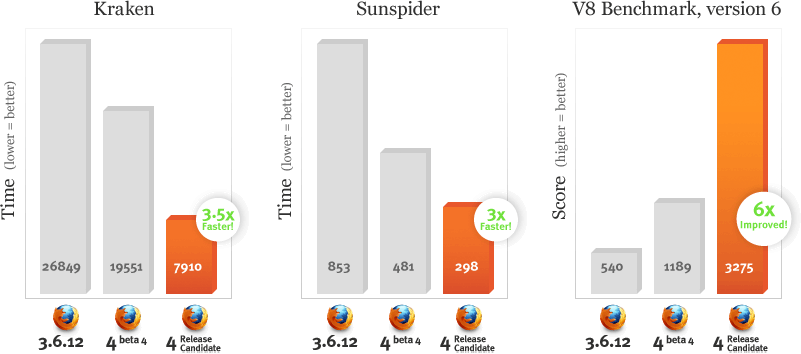 Kraken
Time (lower = better)
26849
19551
7910
3.5x
Faster!
3.6.12
4 beta 4
4 Release
Candidate
Sunspider
Time (lower = better)
853
481
298
3x
Faster!
3.6.12
4 beta 4
4 Release
Candidate
V8 Benchmark, version 6
Score (higher = better)
540
1189
3275
6x
Improved!
3.6.12
4 beta 4
4 Release
Candidate